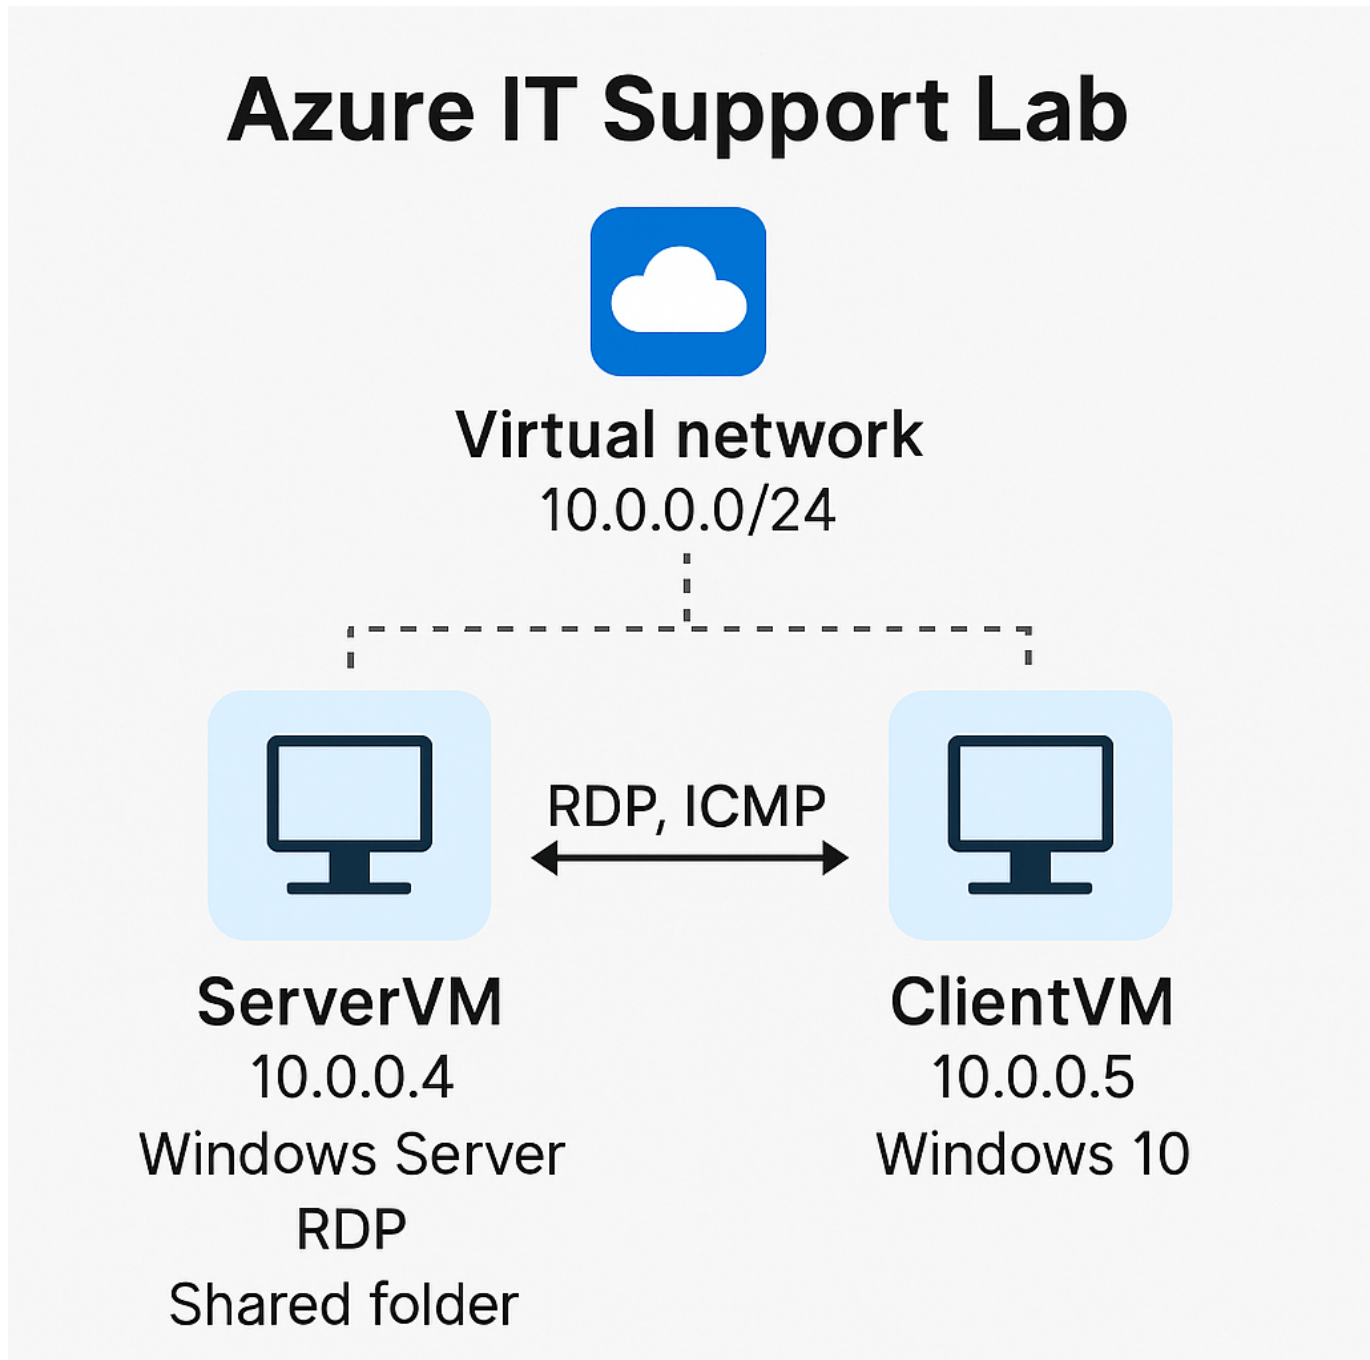 Azure IT Support Lab
Virtual network
10.0.0.0/24
RDP, ICMP
ServerVM
10.0.0.4
Windows Server
RDP
Shared folder
ClientVM
10.0.0.5
Windows 10